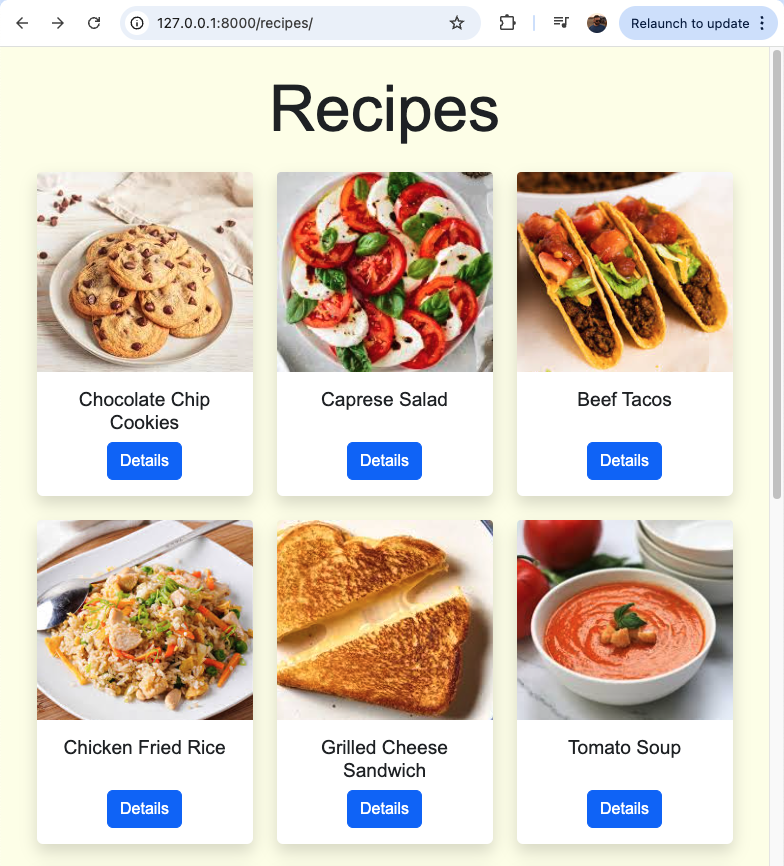 127.0.0.1:8000/recipes/
Relaunch to update
Recipes
Chocolate Chip
Cookies
Details
Caprese Salad
Details
Beef Tacos
Details
Chicken Fried Rice
Details
Grilled Cheese
Sandwich
Details
Tomato Soup
Details